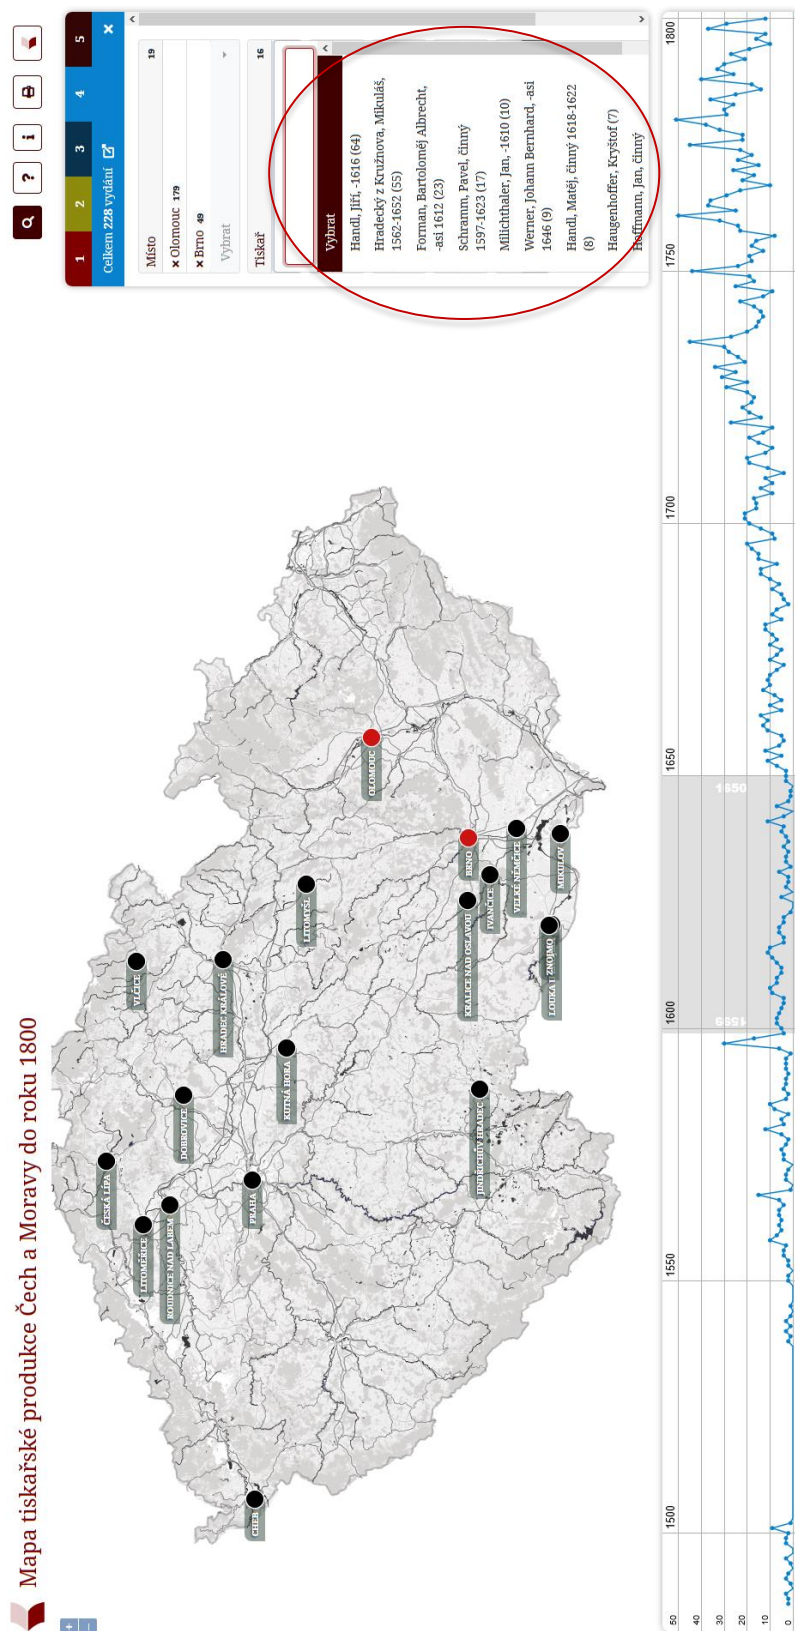 Mapa tiskařské produkce Čech a Moravy do roku 1800
?
i
+
−
1
2
3
4
5
Celkem 228 vydání
×
Místo 19
× Olomouc 179
× Brno 49
Vybrat
Tiskař 16
Vybrat
Handl, Jiří, -1616 (64)
Hradecký z Kružnova, Mikuláš,
1562-1652 (55)
Forman, Bartoloměj Albrecht,
-asi 1612 (23)
Schramm, Pavel, činný
1597-1623 (17)
Milichthaler, Jan, -1610 (10)
Werner, Johann Bernhard, -asi
1646 (9)
Handl, Matěj, činný 1618-1622
(8)
Haugenhoffer, Kryštof (7)
Hoffmann, Jan, činný
ČESKÁ LÍPA
VLČICE
LITOMĚŘICE
ROUDNICE NAD LABEM
DOBROVICE
HRADEC KRÁLOVÉ
CHEB
PRAHA
KUTNÁ HORA
LITOMYŠL
OLOMOUC
BRNO
KRALICE NAD OSLAVOU
IVANČICE
JINDŘICHŮV HRADEC
VELKÉ NĚMČICE
LOUKA U ZNOJMO
MIKULOV
1500
1550
1600
1650
1700
1750
1800
1599
1650
50
40
30
20
10
0